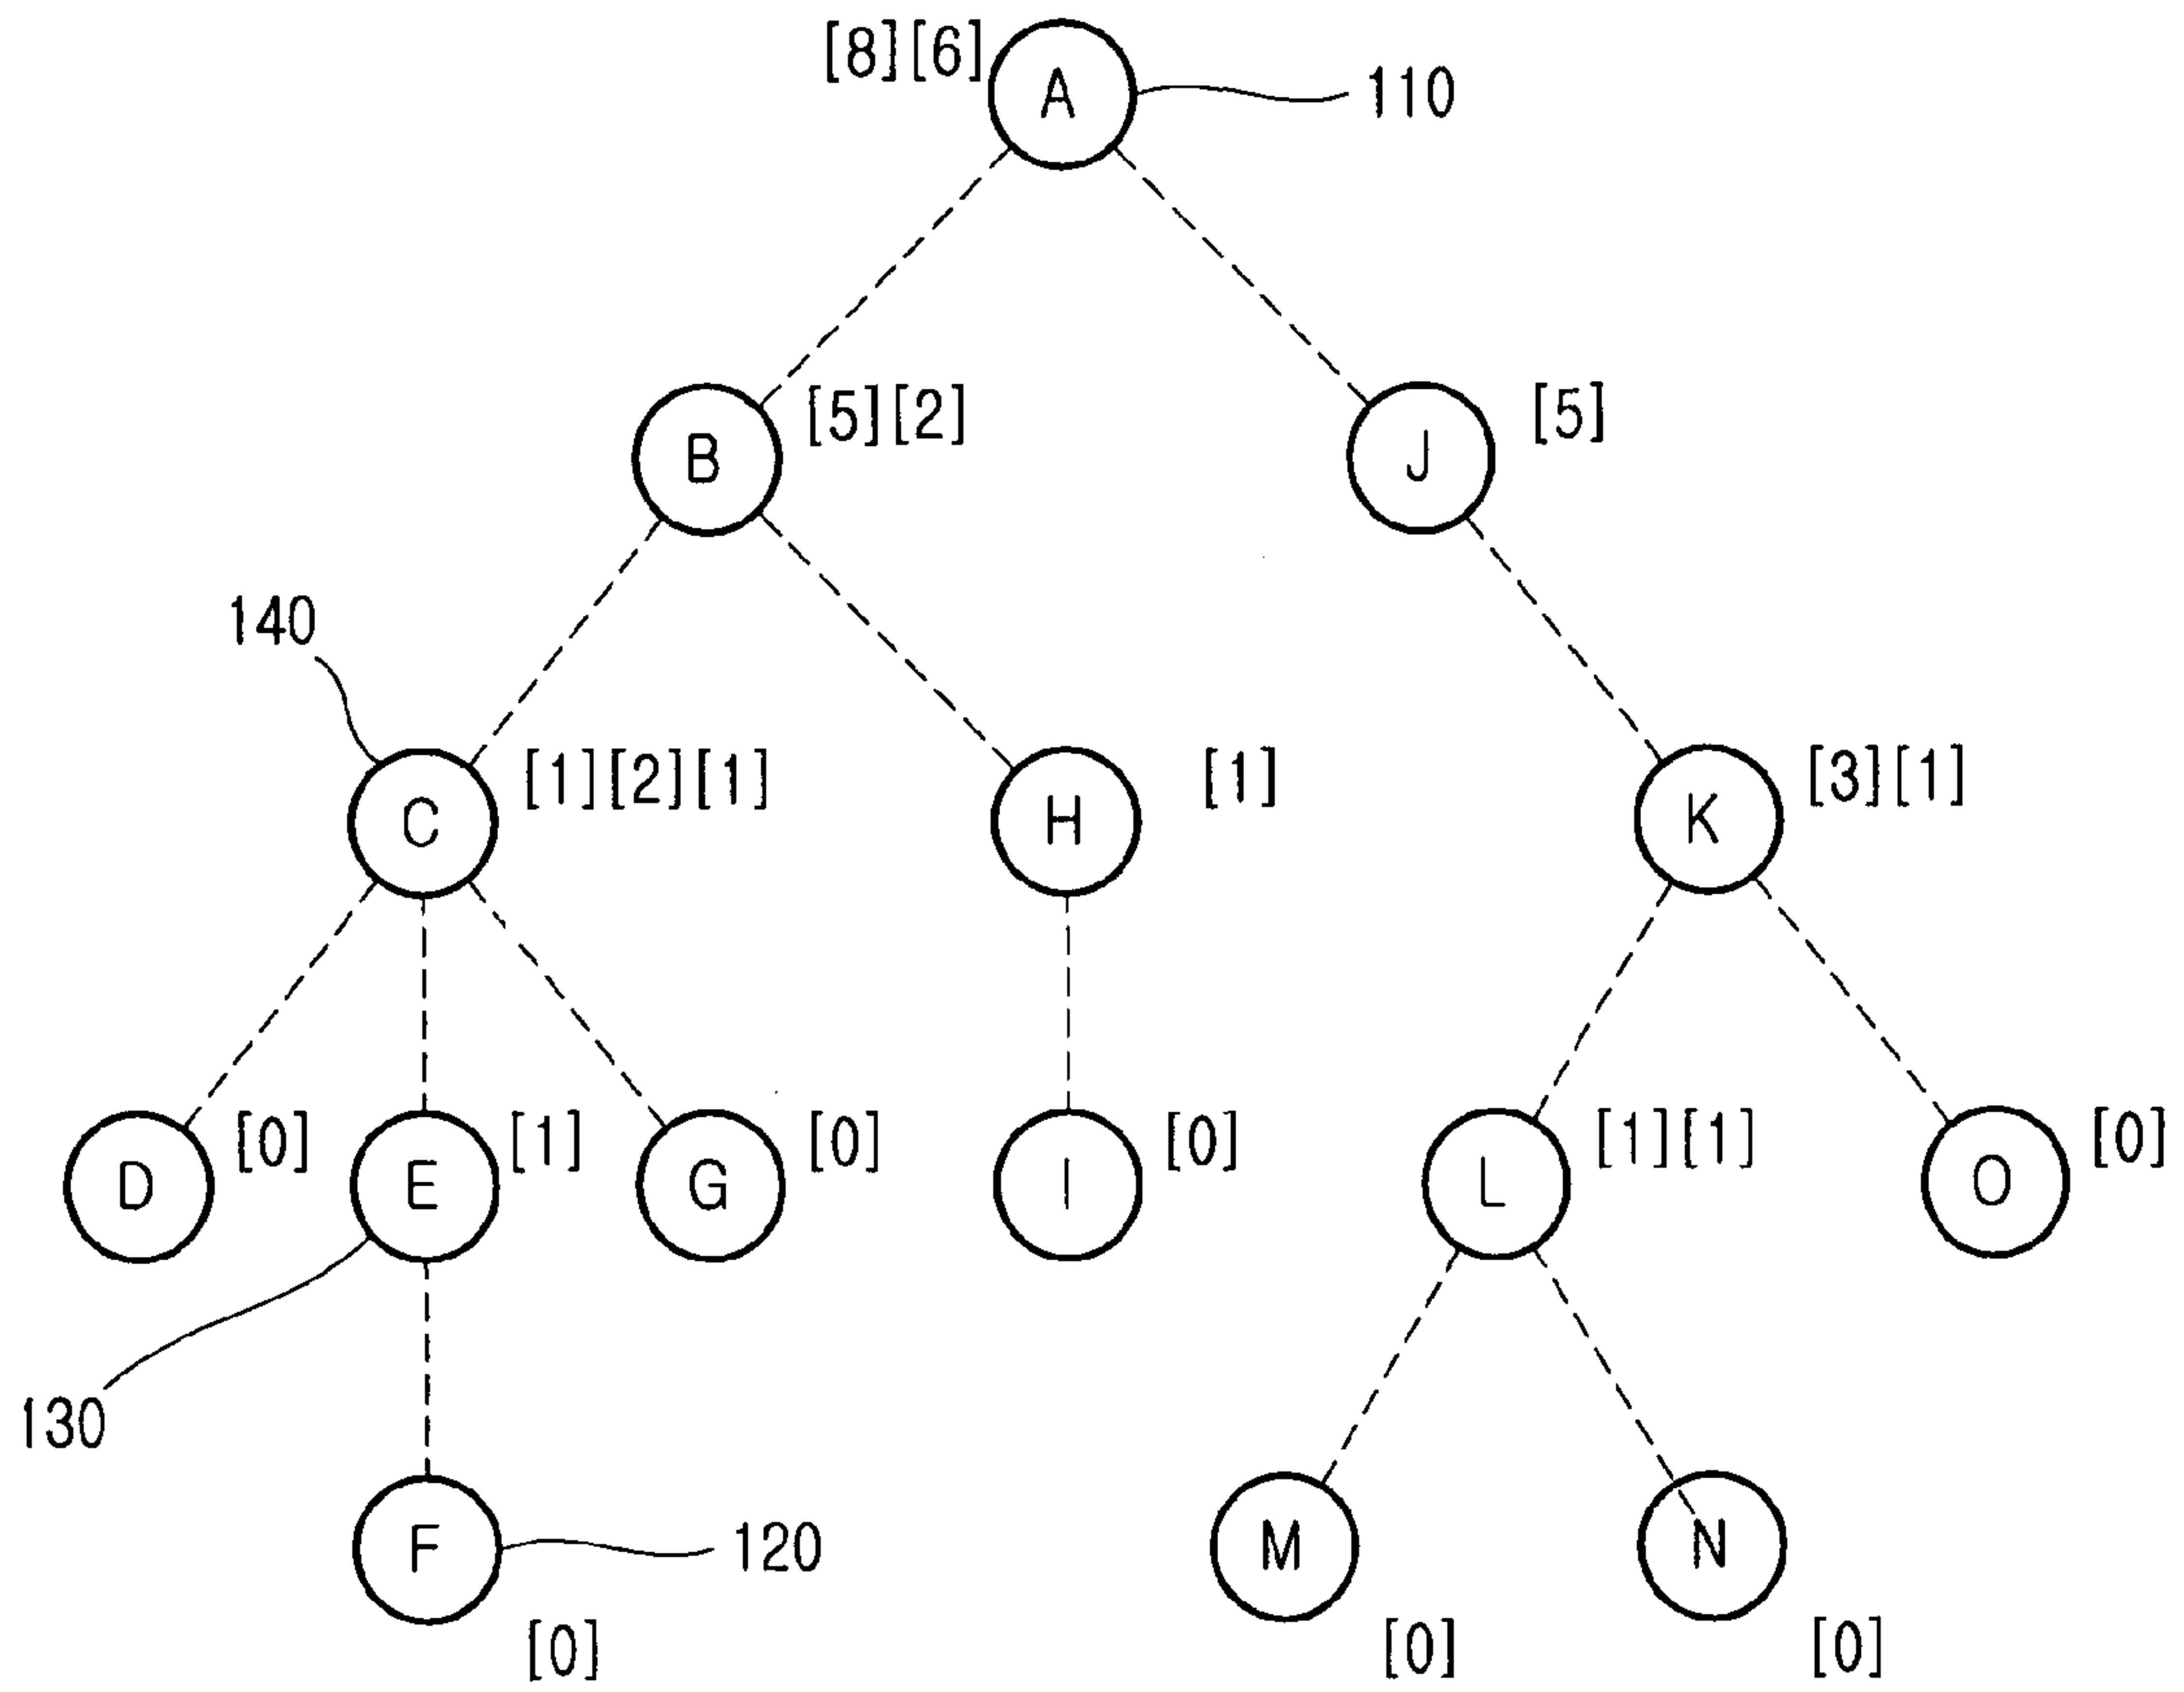 [8][6] A 110
B [5][2] J [5]
140
C [1][2][1] H [1] K [3][1]
D [0] E [1] G [0] I [0] L [1][1] O [0]
130
F 120 M N
[0] [0] [0]